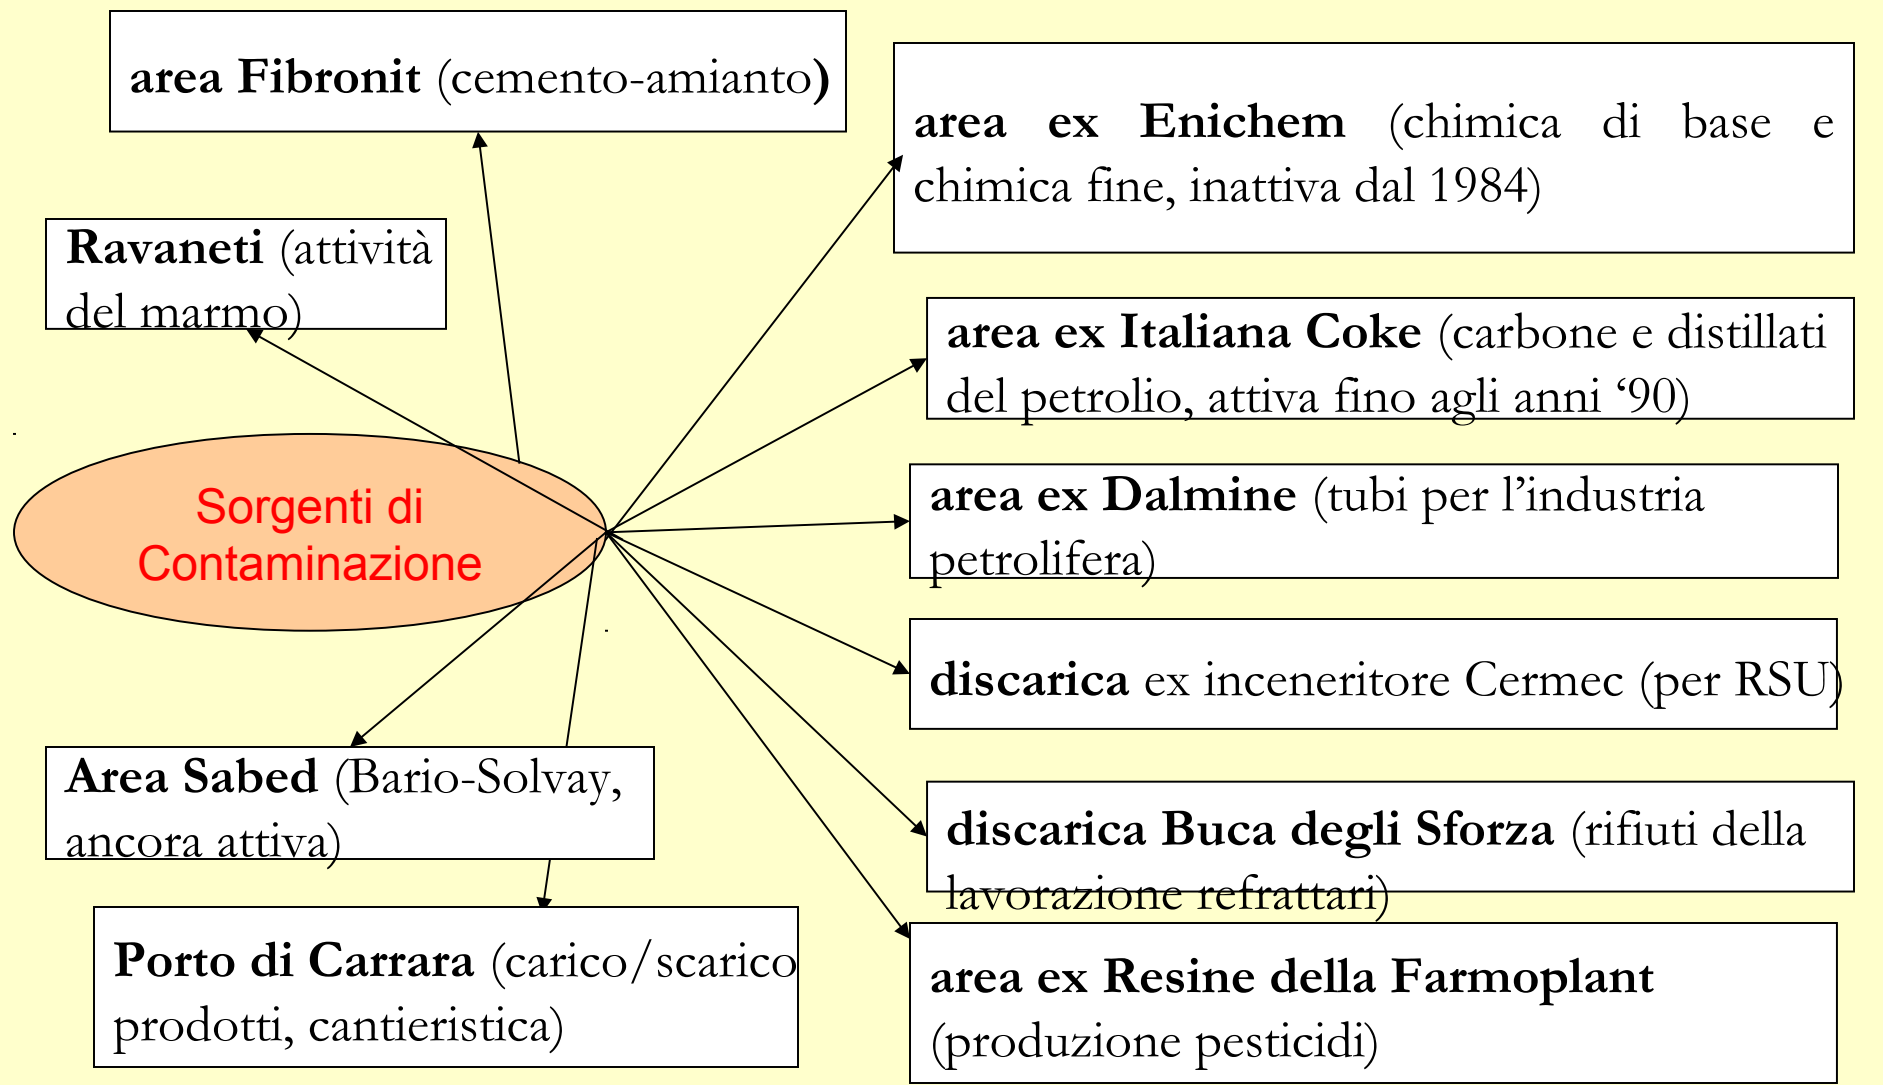 area Fibronit (cemento-amianto)
area ex Enichem (chimica di base e
chimica fine, inattiva dal 1984)
Ravaneti (attività
del marmo)
area ex Italiana Coke (carbone e distillati
del petrolio, attiva fino agli anni ‘90)
Sorgenti di
Contaminazione
area ex Dalmine (tubi per l’industria
petrolifera)
discarica ex inceneritore Cermec (per RSU)
Area Sabed (Bario-Solvay,
ancora attiva)
discarica Buca degli Sforza (rifiuti della
lavorazione refrattari)
Porto di Carrara (carico/scarico
prodotti, cantieristica)
area ex Resine della Farmoplant
(produzione pesticidi)